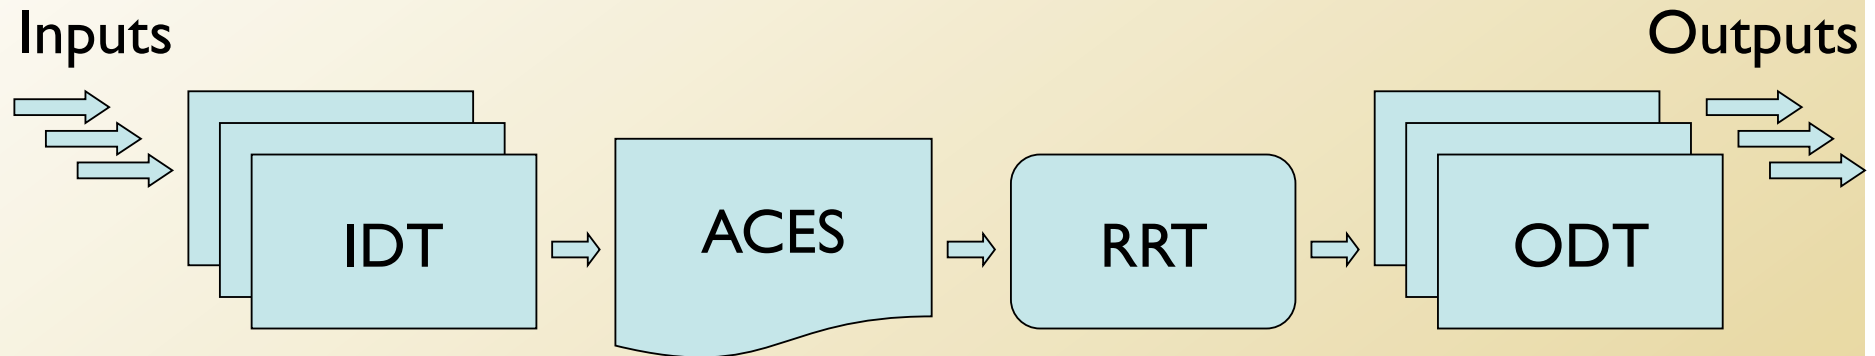 Inputs
Outputs
IDT
ACES
RRT
ODT